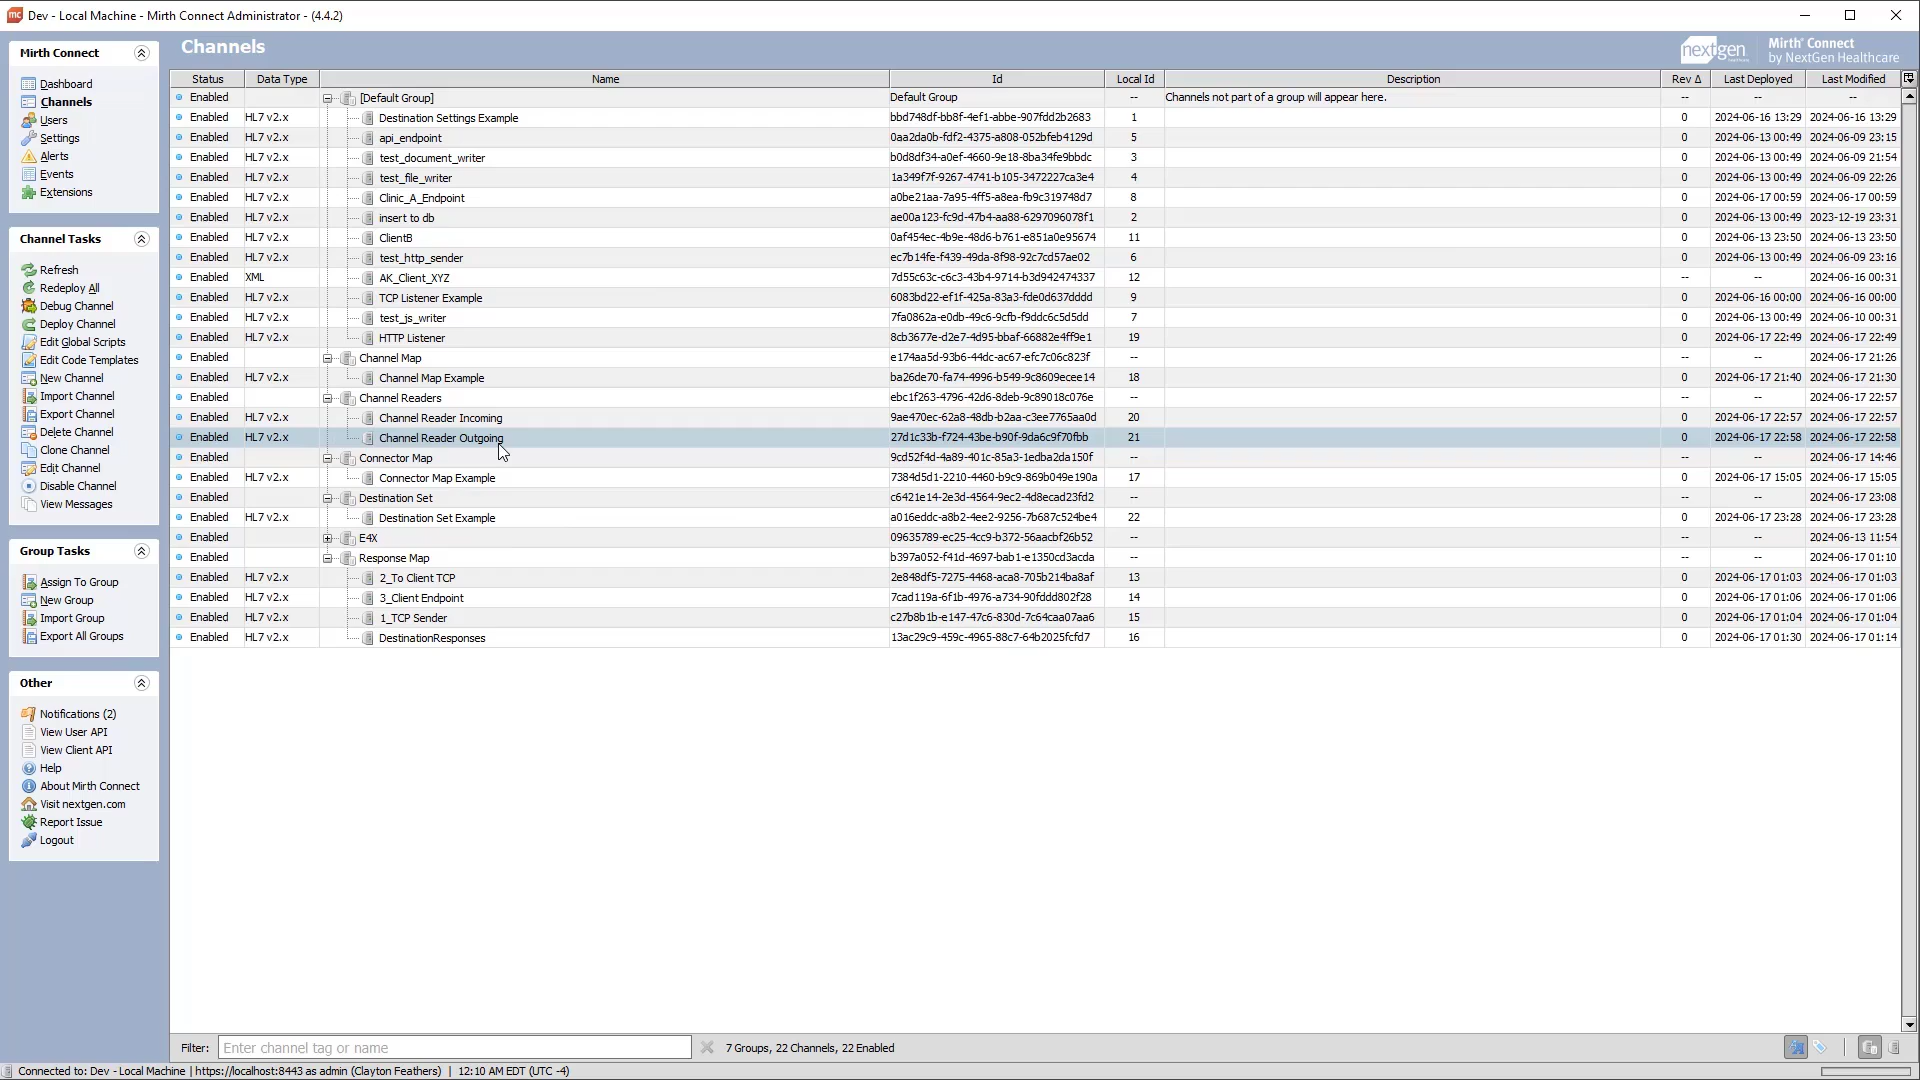 Dev - Local Machine - Mirth Connect Administrator - (4.4.2)
Mirth Connect
Dashboard
Channels
Users
Settings
Alerts
Events
Extensions
Channel Tasks
Refresh
Redeploy All
Debug Channel
Deploy Channel
Edit Global Scripts
Edit Code Templates
New Channel
Import Channel
Export Channel
Delete Channel
Clone Channel
Edit Channel
Disable Channel
View Messages
Group Tasks
Assign To Group
New Group
Import Group
Export All Groups
Other
Notifications (2)
View User API
View Client API
Help
About Mirth Connect
Visit nextgen.com
Report Issue
Logout
Channels
nextgen
Mirth® Connect
by NextGen Healthcare
Status Data Type Name Id Local Id Description Rev Δ Last Deployed Last Modified
Enabled [Default Group] Default Group -- Channels not part of a group will appear here. -- -- --
Enabled HL7 v2.x Destination Settings Example bbd748df-bb8f-4ef1-abbe-907fdd2b2683 1 0 2024-06-16 13:29 2024-06-16 13:29
Enabled HL7 v2.x api_endpoint 0aa2da0b-fdf2-4375-a808-052bfeb4129d 5 0 2024-06-13 00:49 2024-06-09 23:15
Enabled HL7 v2.x test_document_writer b0d8df34-a0ef-4660-9e18-8ba34fe9bbdc 3 0 2024-06-13 00:49 2024-06-09 21:54
Enabled HL7 v2.x test_file_writer 1a349f7f-9267-4741-b105-3472227ca3e4 4 0 2024-06-13 00:49 2024-06-09 22:26
Enabled HL7 v2.x Clinic_A_Endpoint a0be21aa-7a95-4ff5-a8ea-fb9c319748d7 8 0 2024-06-17 00:59 2024-06-17 00:59
Enabled HL7 v2.x insert to db ae00a123-fc9d-47b4-aa88-6297096078f1 2 0 2024-06-13 00:49 2023-12-19 23:31
Enabled HL7 v2.x ClientB 0af454ec-4b9e-48d6-b761-e851a0e95674 11 0 2024-06-13 23:50 2024-06-13 23:50
Enabled HL7 v2.x test_http_sender ec7b14fe-f439-49da-8f98-92c7cd57ae02 6 0 2024-06-13 00:49 2024-06-09 23:16
Enabled XML AK_Client_XYZ 7d55c63c-c6c3-43b4-9714-b3d942474337 12 -- -- 2024-06-16 00:31
Enabled HL7 v2.x TCP Listener Example 6083bd22-ef1f-425a-83a3-fde0d637dddd 9 0 2024-06-16 00:00 2024-06-16 00:00
Enabled HL7 v2.x test_js_writer 7fa0862a-e0db-49c6-9cfb-f9ddc6c5d5dd 7 0 2024-06-13 00:49 2024-06-10 00:31
Enabled HL7 v2.x HTTP Listener 8cb3677e-d2e7-4d95-bbaf-66882e4ff9e1 19 0 2024-06-17 22:49 2024-06-17 22:49
Enabled Channel Map e174aa5d-93b6-44dc-ac67-efc7c06c823f -- -- -- 2024-06-17 21:26
Enabled HL7 v2.x Channel Map Example ba26de70-fa74-4996-b549-9c8609ecee14 18 0 2024-06-17 21:40 2024-06-17 21:30
Enabled Channel Readers ebc1f263-4796-42d6-8deb-9c89018c076e -- -- -- 2024-06-17 22:57
Enabled HL7 v2.x Channel Reader Incoming 9ae470ec-62a8-48db-b2aa-c3ee7765aa0d 20 0 2024-06-17 22:57 2024-06-17 22:57
Enabled HL7 v2.x Channel Reader Outgoing 27d1c33b-f724-43be-b90f-9da6c9f70fbb 21 0 2024-06-17 22:58 2024-06-17 22:58
Enabled Connector Map 9cd52f4d-4a89-401c-85a3-1edba2da150f -- -- -- 2024-06-17 14:46
Enabled HL7 v2.x Connector Map Example 7384d5d1-2210-4460-b9c9-869b049e190a 17 0 2024-06-17 15:05 2024-06-17 15:05
Enabled Destination Set c6421e14-2e3d-4564-9ec2-4d8ecad23fd2 -- -- -- 2024-06-17 23:08
Enabled HL7 v2.x Destination Set Example a016eddc-a8b2-4ee2-9256-7b687c524be4 22 0 2024-06-17 23:28 2024-06-17 23:28
Enabled E4X 09635789-ec25-4cc9-b372-56aacbf26b52 -- -- -- 2024-06-13 11:54
Enabled Response Map b397a052-f41d-4697-bab1-e1350cd3acda -- -- -- 2024-06-17 01:10
Enabled HL7 v2.x 2_To Client TCP 2e848df5-7275-4468-aca8-705b214ba8af 13 0 2024-06-17 01:03 2024-06-17 01:03
Enabled HL7 v2.x 3_Client Endpoint 7cad119a-6f1b-4976-a734-90fddd802f28 14 0 2024-06-17 01:06 2024-06-17 01:06
Enabled HL7 v2.x 1_TCP Sender c27b8b1b-e147-47c6-830d-7c64caa07aa6 15 0 2024-06-17 01:04 2024-06-17 01:04
Enabled HL7 v2.x DestinationResponses 13ac29c9-459c-4965-88c7-64b2025fcfd7 16 0 2024-06-17 01:30 2024-06-17 01:14
Filter: Enter channel tag or name 7 Groups, 22 Channels, 22 Enabled
Connected to: Dev - Local Machine | https://localhost:8443 as admin (Clayton Feathers) | 12:10 AM EDT (UTC -4)